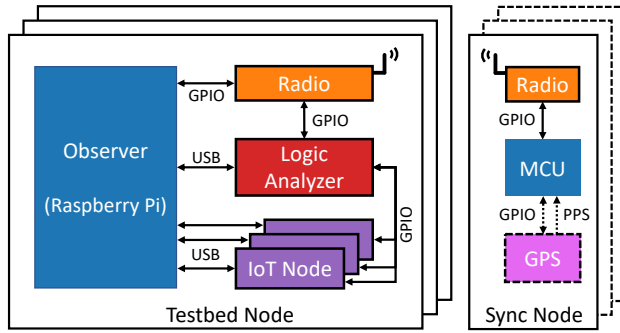 Radio
GPIO
GPIO
Observer
(Raspberry Pi)
USB
Logic
Analyzer
GPIO
USB
IoT Node
Testbed Node
Radio
GPIO
MCU
GPIO
PPS
GPS
Sync Node